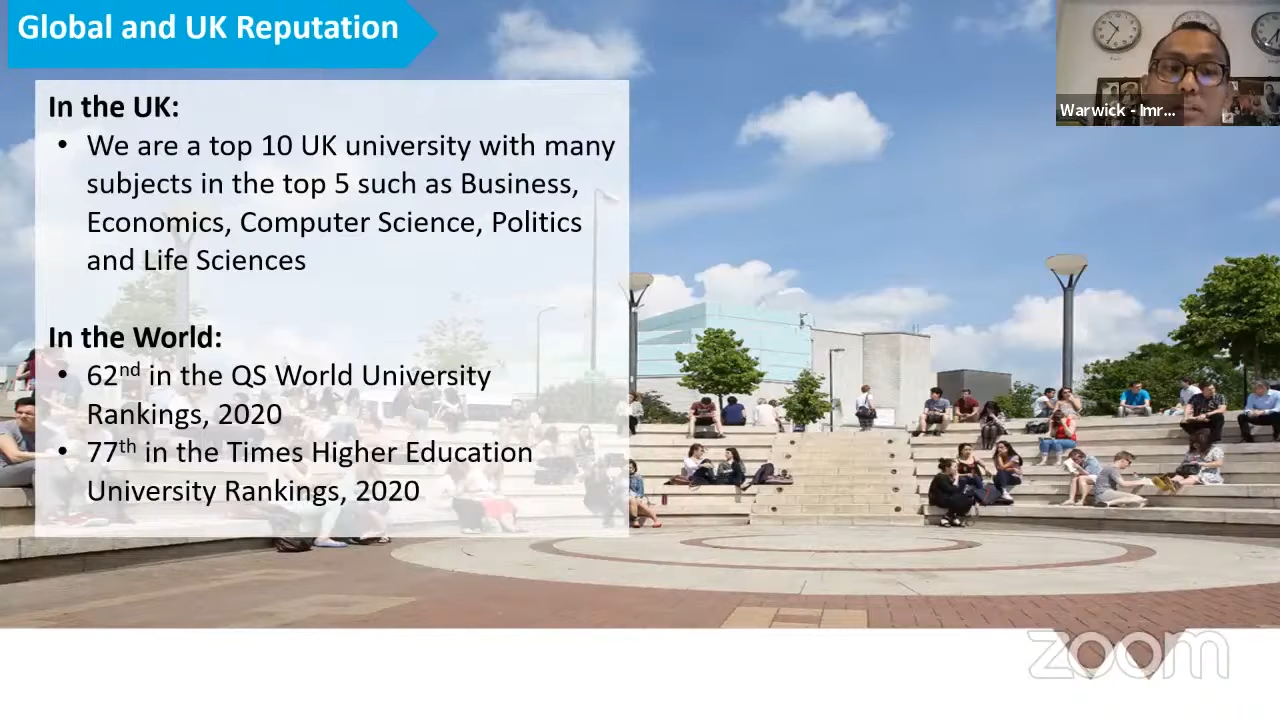 Global and UK Reputation
Warwick - Imr...
In the UK:
• We are a top 10 UK university with many
subjects in the top 5 such as Business,
Economics, Computer Science, Politics
and Life Sciences
In the World:
• 62nd in the QS World University
Rankings, 2020
• 77th in the Times Higher Education
University Rankings, 2020
zoom